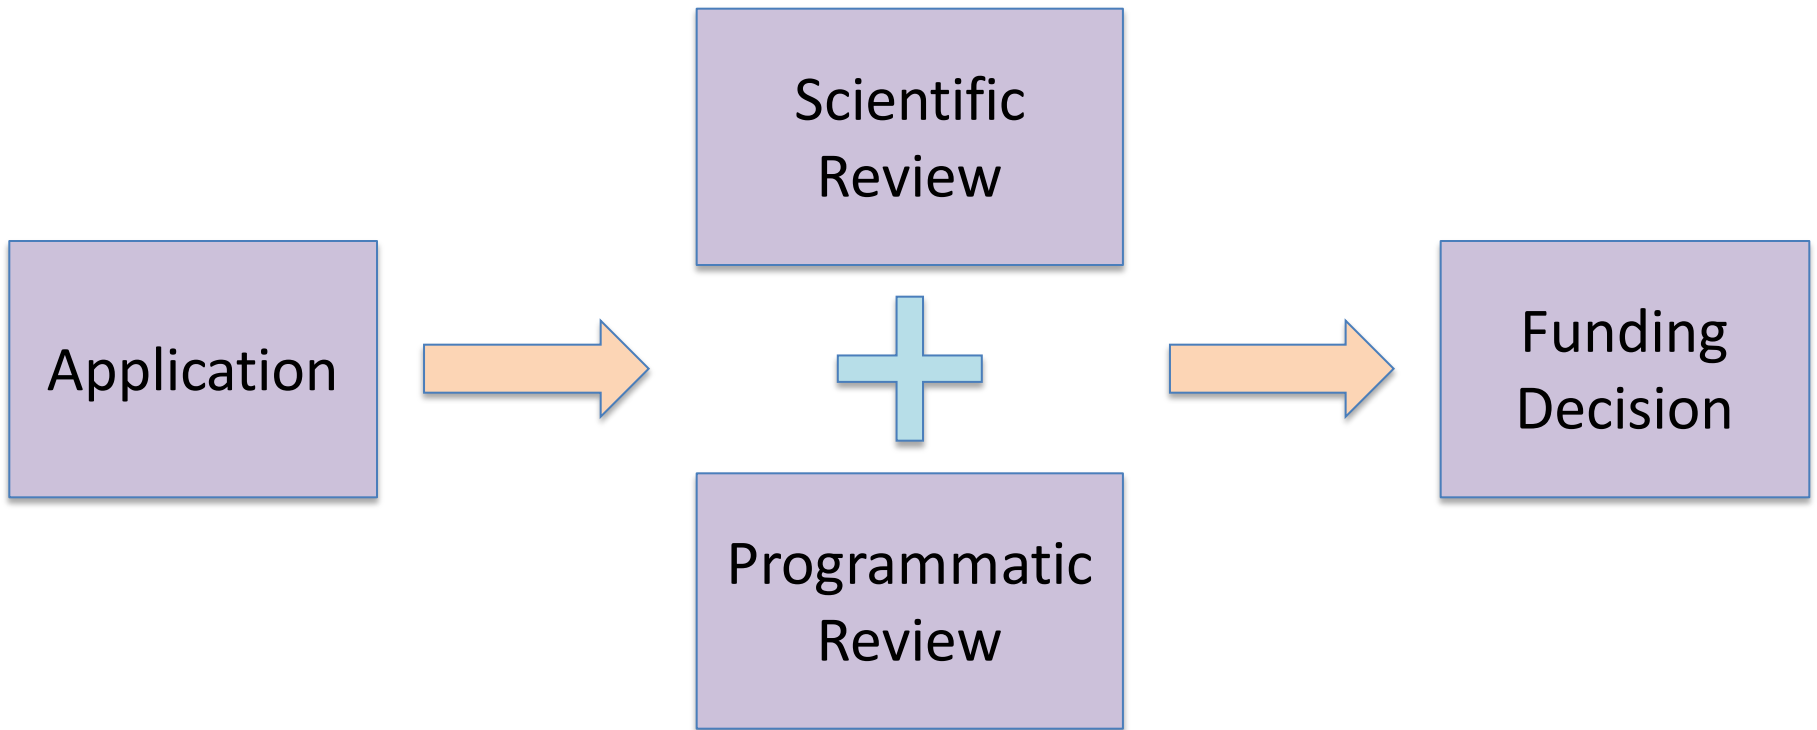 Application
Scientific
Review
Programmatic
Review
Funding
Decision